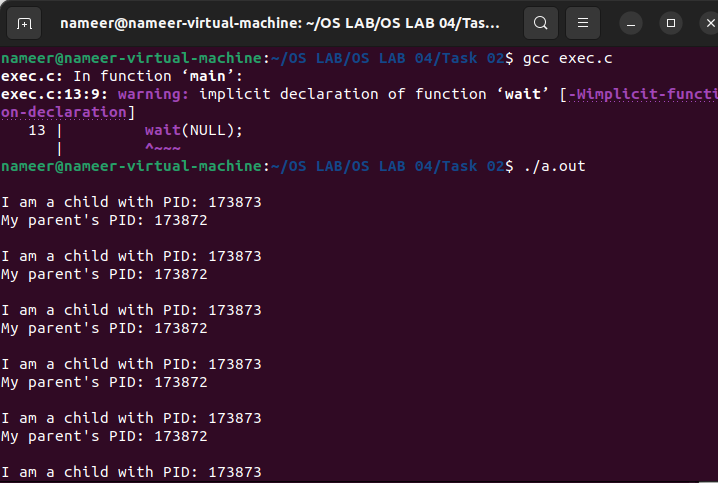 nameer@nameer-virtual-machine: ~/OS LAB/OS LAB 04/Tas...
nameer@nameer-virtual-machine:~/OS LAB/OS LAB 04/Task 02$ gcc exec.c
exec.c: In function ‘main’:
exec.c:13:9: warning: implicit declaration of function ‘wait’ [-Wimplicit-functi
on-declaration]
   13 |         wait(NULL);
      |         ^~~~
nameer@nameer-virtual-machine:~/OS LAB/OS LAB 04/Task 02$ ./a.out
I am a child with PID: 173873
My parent's PID: 173872
I am a child with PID: 173873
My parent's PID: 173872
I am a child with PID: 173873
My parent's PID: 173872
I am a child with PID: 173873
My parent's PID: 173872
I am a child with PID: 173873
My parent's PID: 173872
I am a child with PID: 173873